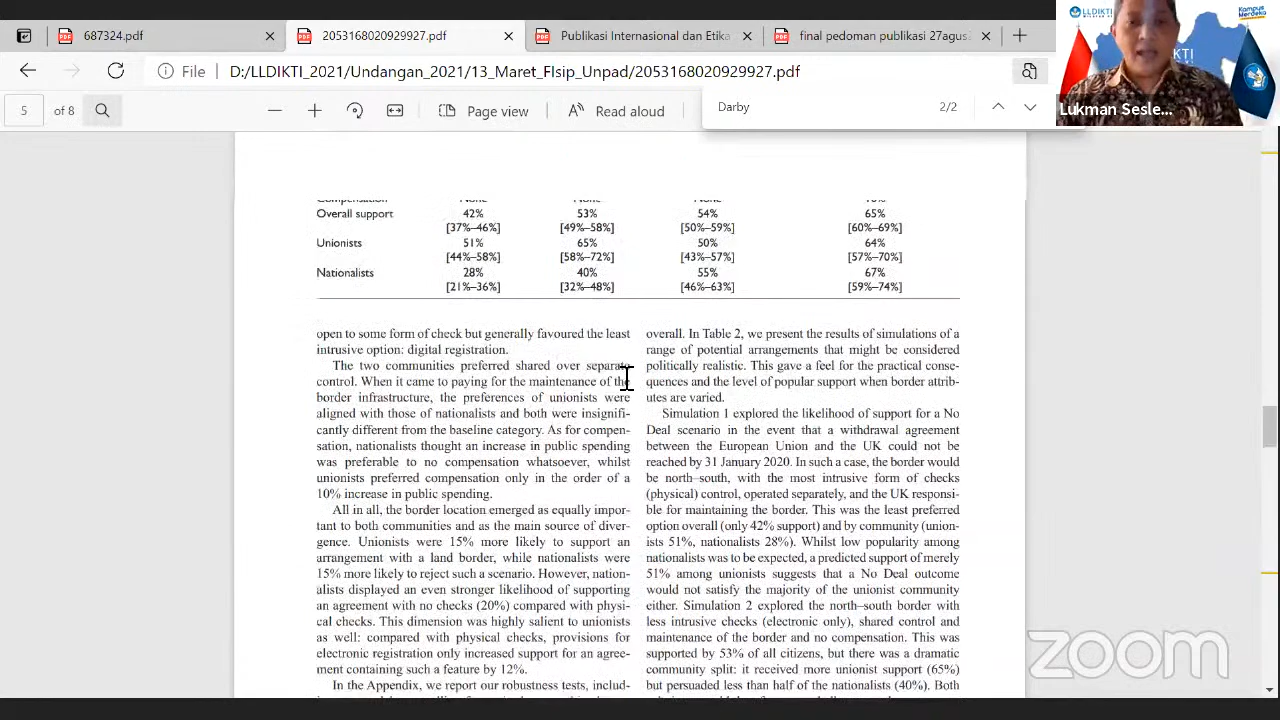 687324.pdf
2053168020929927.pdf
Publikasi Internasional dan Etika
final pedoman publikasi 27agus
File D:/LLDIKTI_2021/Undangan_2021/13_Maret_FIsip_Unpad/2053168020929927.pdf
5 of 8
Page view
Read aloud
Darby 2/2
LLDIKTI
Kampus Merdeka
KTI
Lukman Sesle...
Overall support 42% 53% 54% 65%
[37%–46%] [49%–58%] [50%–59%] [60%–69%]
Unionists 51% 65% 50% 64%
[44%–58%] [58%–72%] [43%–57%] [57%–70%]
Nationalists 28% 40% 55% 67%
[21%–36%] [32%–48%] [46%–63%] [59%–74%]
open to some form of check but generally favoured the least
intrusive option: digital registration.
The two communities preferred shared over separate
control. When it came to paying for the maintenance of the
border infrastructure, the preferences of unionists were
aligned with those of nationalists and both were insignifi-
cantly different from the baseline category. As for compen-
sation, nationalists thought an increase in public spending
was preferable to no compensation whatsoever, whilst
unionists preferred compensation only in the order of a
10% increase in public spending.
All in all, the border location emerged as equally impor-
tant to both communities and as the main source of diver-
gence. Unionists were 15% more likely to support an
arrangement with a land border, while nationalists were
15% more likely to reject such a scenario. However, nation-
alists displayed an even stronger likelihood of supporting
an agreement with no checks (20%) compared with physi-
cal checks. This dimension was highly salient to unionists
as well: compared with physical checks, provisions for
electronic registration only increased support for an agree-
ment containing such a feature by 12%.
In the Appendix, we report our robustness tests, includ-
overall. In Table 2, we present the results of simulations of a
range of potential arrangements that might be considered
politically realistic. This gave a feel for the practical conse-
quences and the level of popular support when border attrib-
utes are varied.
Simulation 1 explored the likelihood of support for a No
Deal scenario in the event that a withdrawal agreement
between the European Union and the UK could not be
reached by 31 January 2020. In such a case, the border would
be north–south, with the most intrusive form of checks
(physical) control, operated separately, and the UK responsi-
ble for maintaining the border. This was the least preferred
option overall (only 42% support) and by community (union-
ists 51%, nationalists 28%). Whilst low popularity among
nationalists was to be expected, a predicted support of merely
51% among unionists suggests that a No Deal outcome
would not satisfy the majority of the unionist community
either. Simulation 2 explored the north–south border with
less intrusive checks (electronic only), shared control and
maintenance of the border and no compensation. This was
supported by 53% of all citizens, but there was a dramatic
community split: it received more unionist support (65%)
but persuaded less than half of the nationalists (40%). Both
zoom